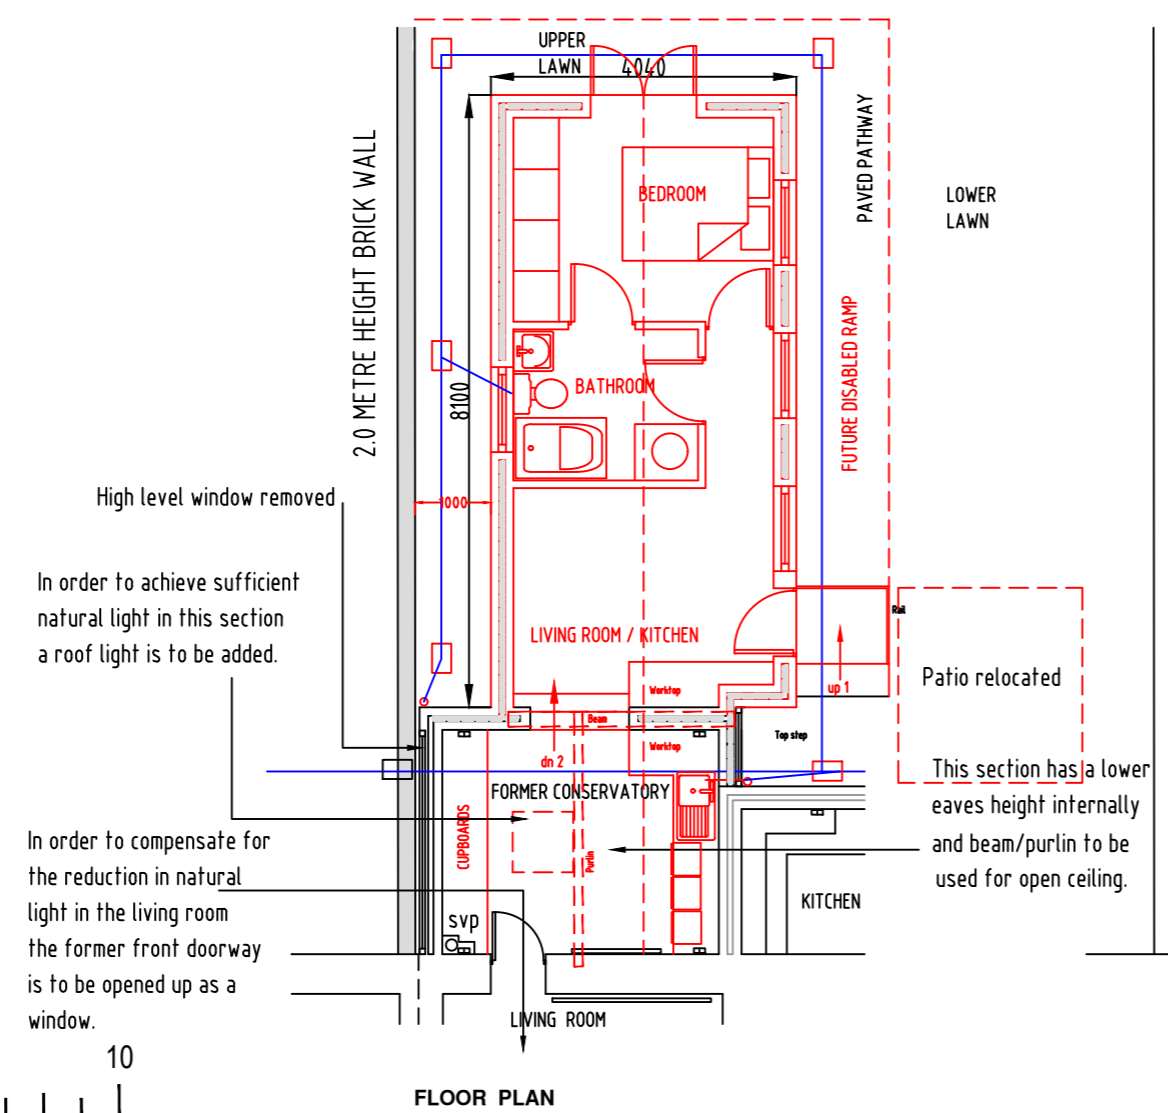 UPPER
LAWN
4040
2.0 METRE HEIGHT BRICK WALL
8100
1000
BEDROOM
BATHROOM
LIVING ROOM / KITCHEN
PAVED PATHWAY
FUTURE DISABLED RAMP
LOWER
LAWN
High level window removed
In order to achieve sufficient
natural light in this section
a roof light is to be added.
Rail
up 1
Patio relocated
Top step
Worktop
Beam
Worktop
dn 2
FORMER CONSERVATORY
CUPBOARDS
Purlin
svp
This section has a lower
eaves height internally
and beam/purlin to be
used for open ceiling.
KITCHEN
In order to compensate for
the reduction in natural
light in the living room
the former front doorway
is to be opened up as a
window.
LIVING ROOM
10
FLOOR PLAN